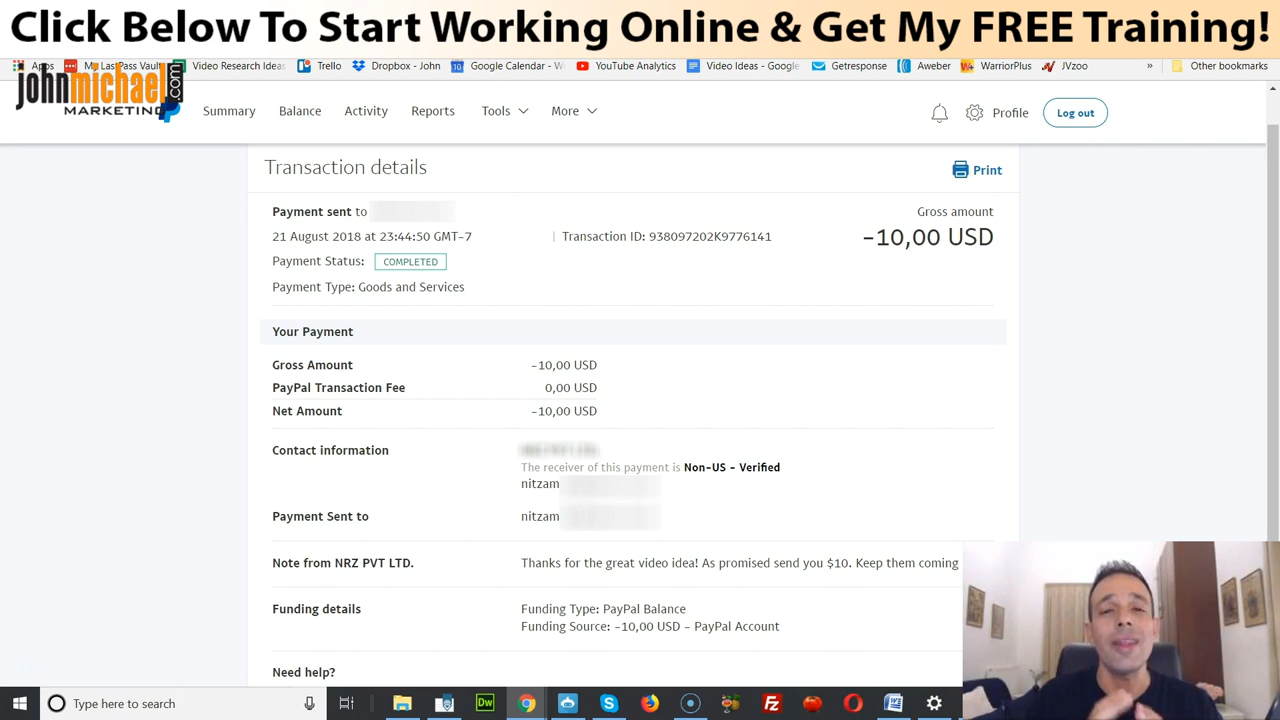 Click Below To Start Working Online & Get My FREE Training!
Apps My LastPass Vault Video Research Ideas Trello Dropbox - John Google Calendar - W YouTube Analytics Video Ideas - Google Getresponse Aweber WarriorPlus JVzoo » Other bookmarks
johnmichael.com
MARKETING
Summary Balance Activity Reports Tools More Profile Log out
Transaction details
Print
Payment sent to
Gross amount
21 August 2018 at 23:44:50 GMT-7 | Transaction ID: 938097202K9776141
-10,00 USD
Payment Status: COMPLETED
Payment Type: Goods and Services
Your Payment
Gross Amount -10,00 USD
PayPal Transaction Fee 0,00 USD
Net Amount -10,00 USD
Contact information
The receiver of this payment is Non-US - Verified
nitzam
Payment Sent to nitzam
Note from NRZ PVT LTD. Thanks for the great video idea! As promised send you $10. Keep them coming
Funding details Funding Type: PayPal Balance
Funding Source: -10,00 USD - PayPal Account
Need help?
Type here to search